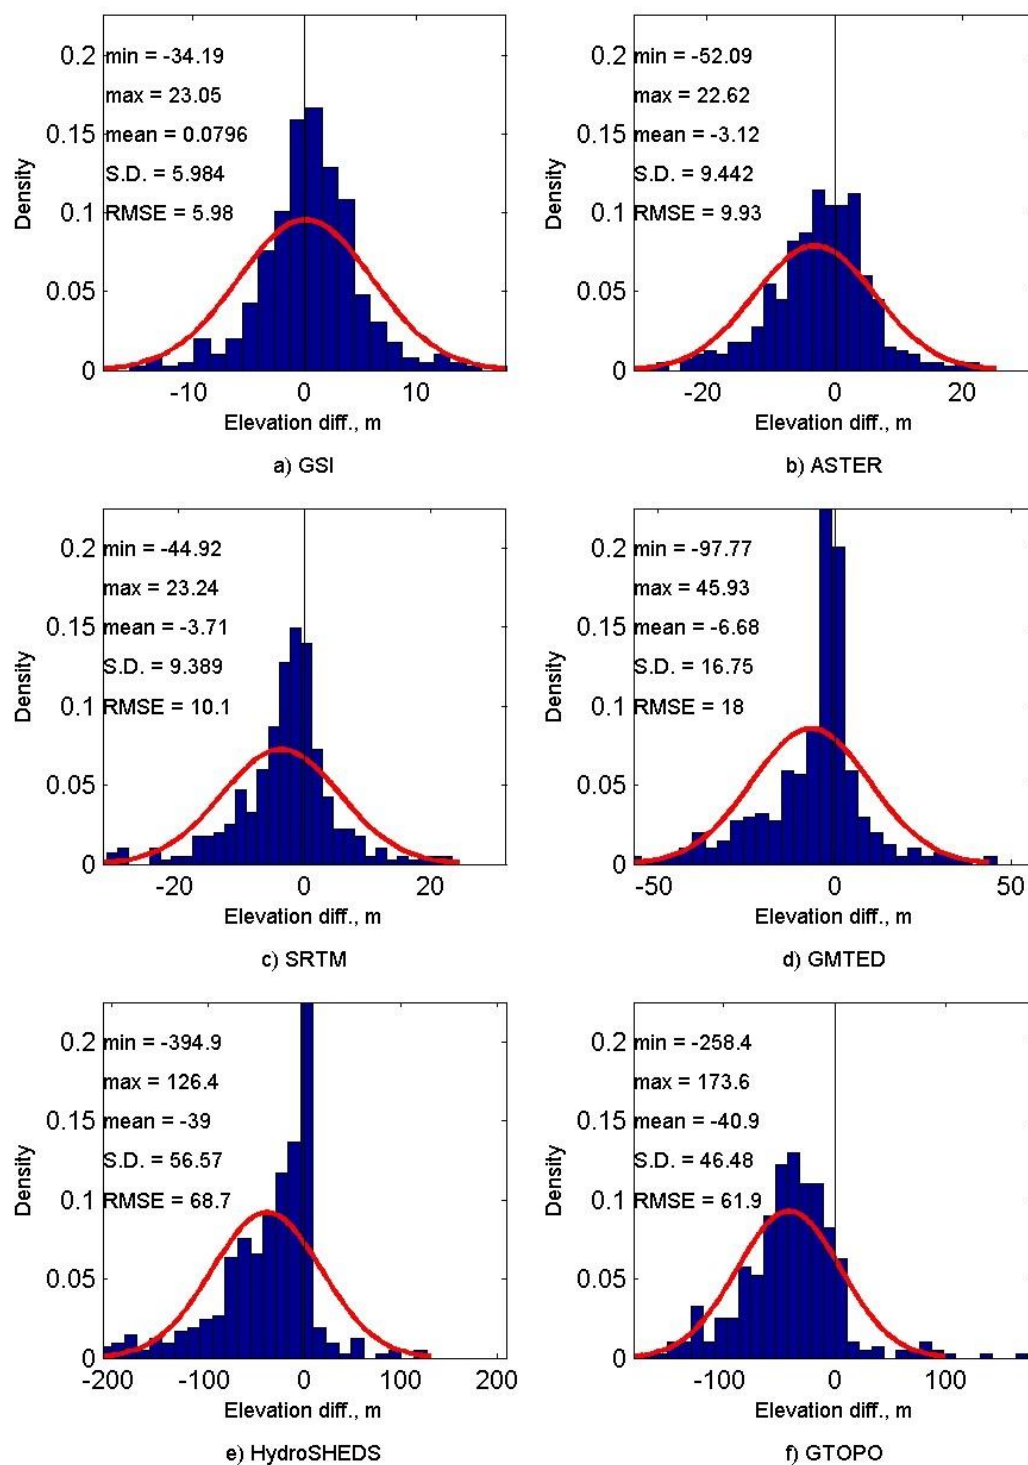 0.2
min = -34.19
max = 23.05
0.15
mean = 0.0796
S.D. = 5.984
0.1
RMSE = 5.98
0.05
0
Density
-10 0 10
Elevation diff., m
a) GSI
0.2
min = -52.09
max = 22.62
0.15
mean = -3.12
S.D. = 9.442
0.1
RMSE = 9.93
0.05
0
Density
-20 0 20
Elevation diff., m
b) ASTER
0.2
min = -44.92
max = 23.24
0.15
mean = -3.71
S.D. = 9.389
0.1
RMSE = 10.1
0.05
0
Density
-20 0 20
Elevation diff., m
c) SRTM
0.2
min = -97.77
max = 45.93
0.15
mean = -6.68
S.D. = 16.75
0.1
RMSE = 18
0.05
0
Density
-50 0 50
Elevation diff., m
d) GMTED
0.2
min = -394.9
max = 126.4
0.15
mean = -39
S.D. = 56.57
0.1
RMSE = 68.7
0.05
0
Density
-200 -100 0 100 200
Elevation diff., m
e) HydroSHEDS
0.2
min = -258.4
max = 173.6
0.15
mean = -40.9
S.D. = 46.48
0.1
RMSE = 61.9
0.05
0
Density
-100 0 100
Elevation diff., m
f) GTOPO